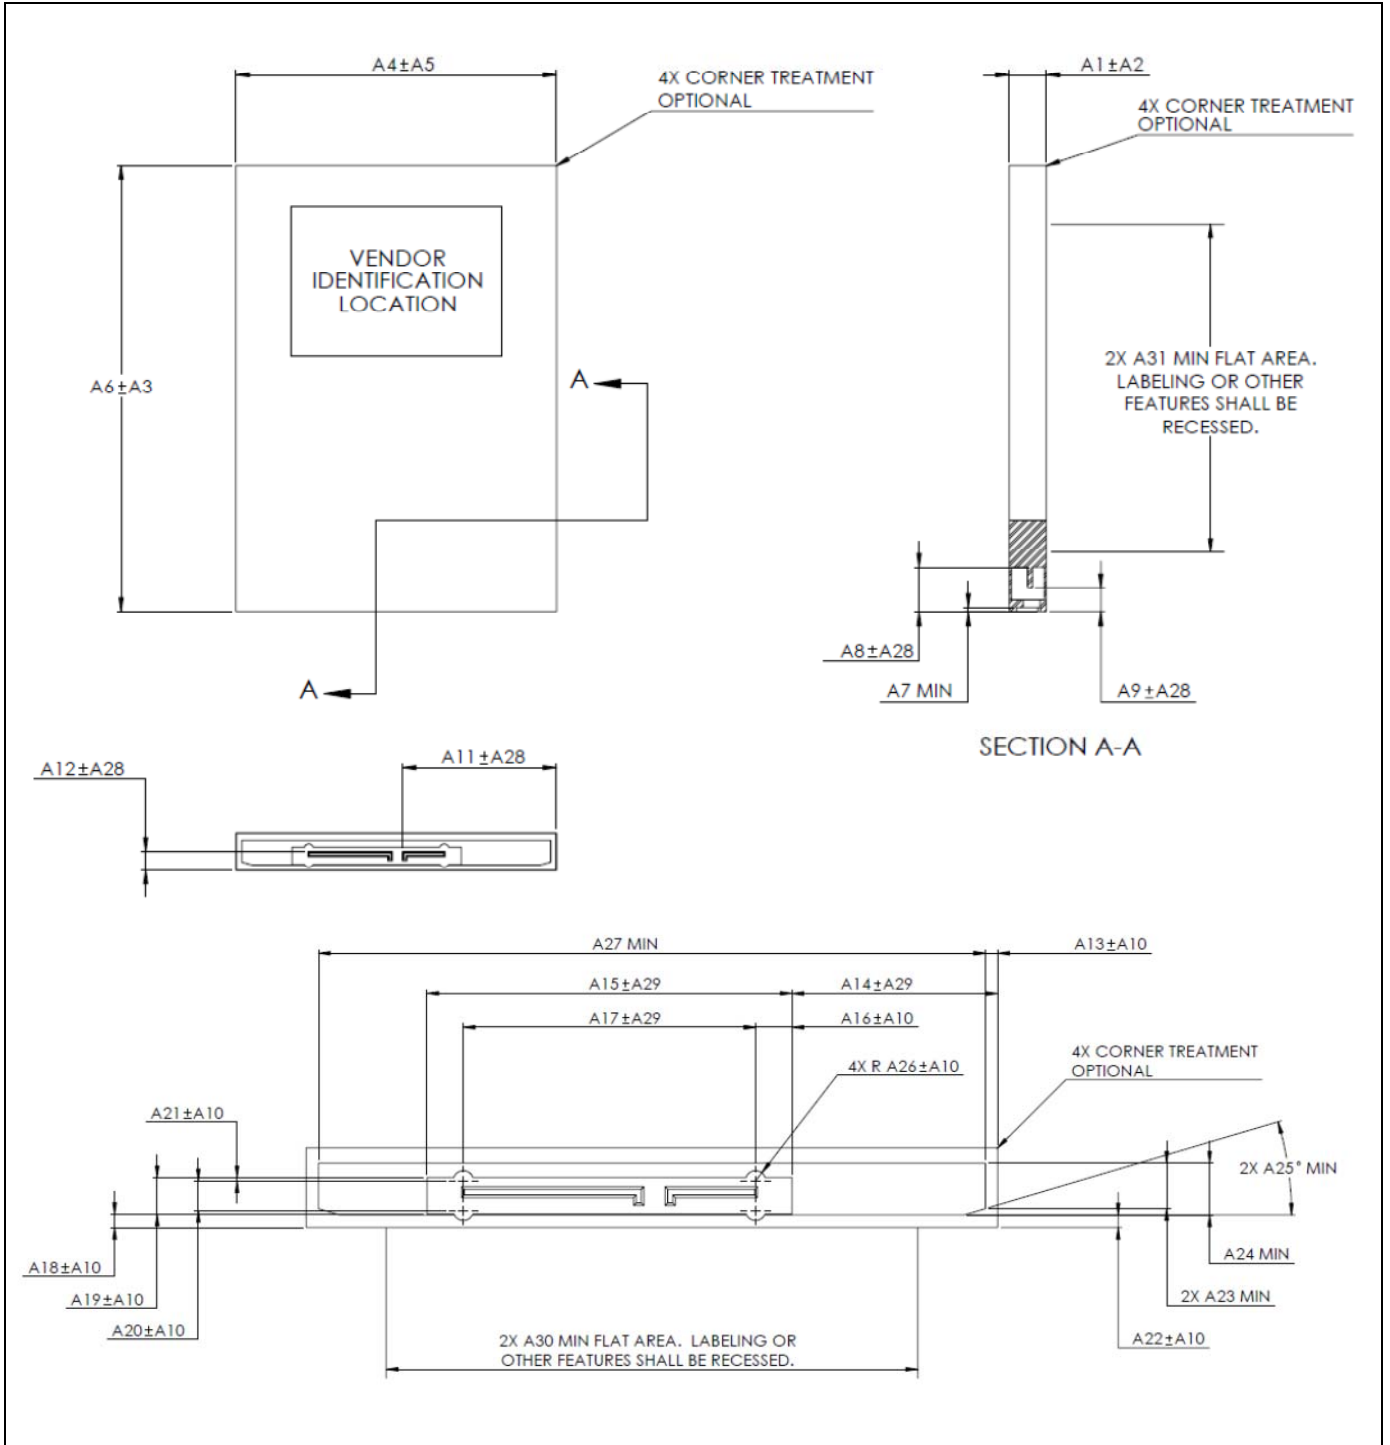 A4±A5
4X CORNER TREATMENT
OPTIONAL
A1±A2
4X CORNER TREATMENT
OPTIONAL
VENDOR
IDENTIFICATION
LOCATION
A6±A3
A
2X A31 MIN FLAT AREA.
LABELING OR OTHER
FEATURES SHALL BE
RECESSED.
A8±A28
A7 MIN
A9±A28
A
SECTION A-A
A11±A28
A12±A28
A27 MIN
A13±A10
A15±A29
A14±A29
A17±A29
A16±A10
4X R A26±A10
4X CORNER TREATMENT
OPTIONAL
A21±A10
2X A25° MIN
A18±A10
A24 MIN
A19±A10
2X A23 MIN
A20±A10
A22±A10
2X A30 MIN FLAT AREA. LABELING OR
OTHER FEATURES SHALL BE RECESSED.